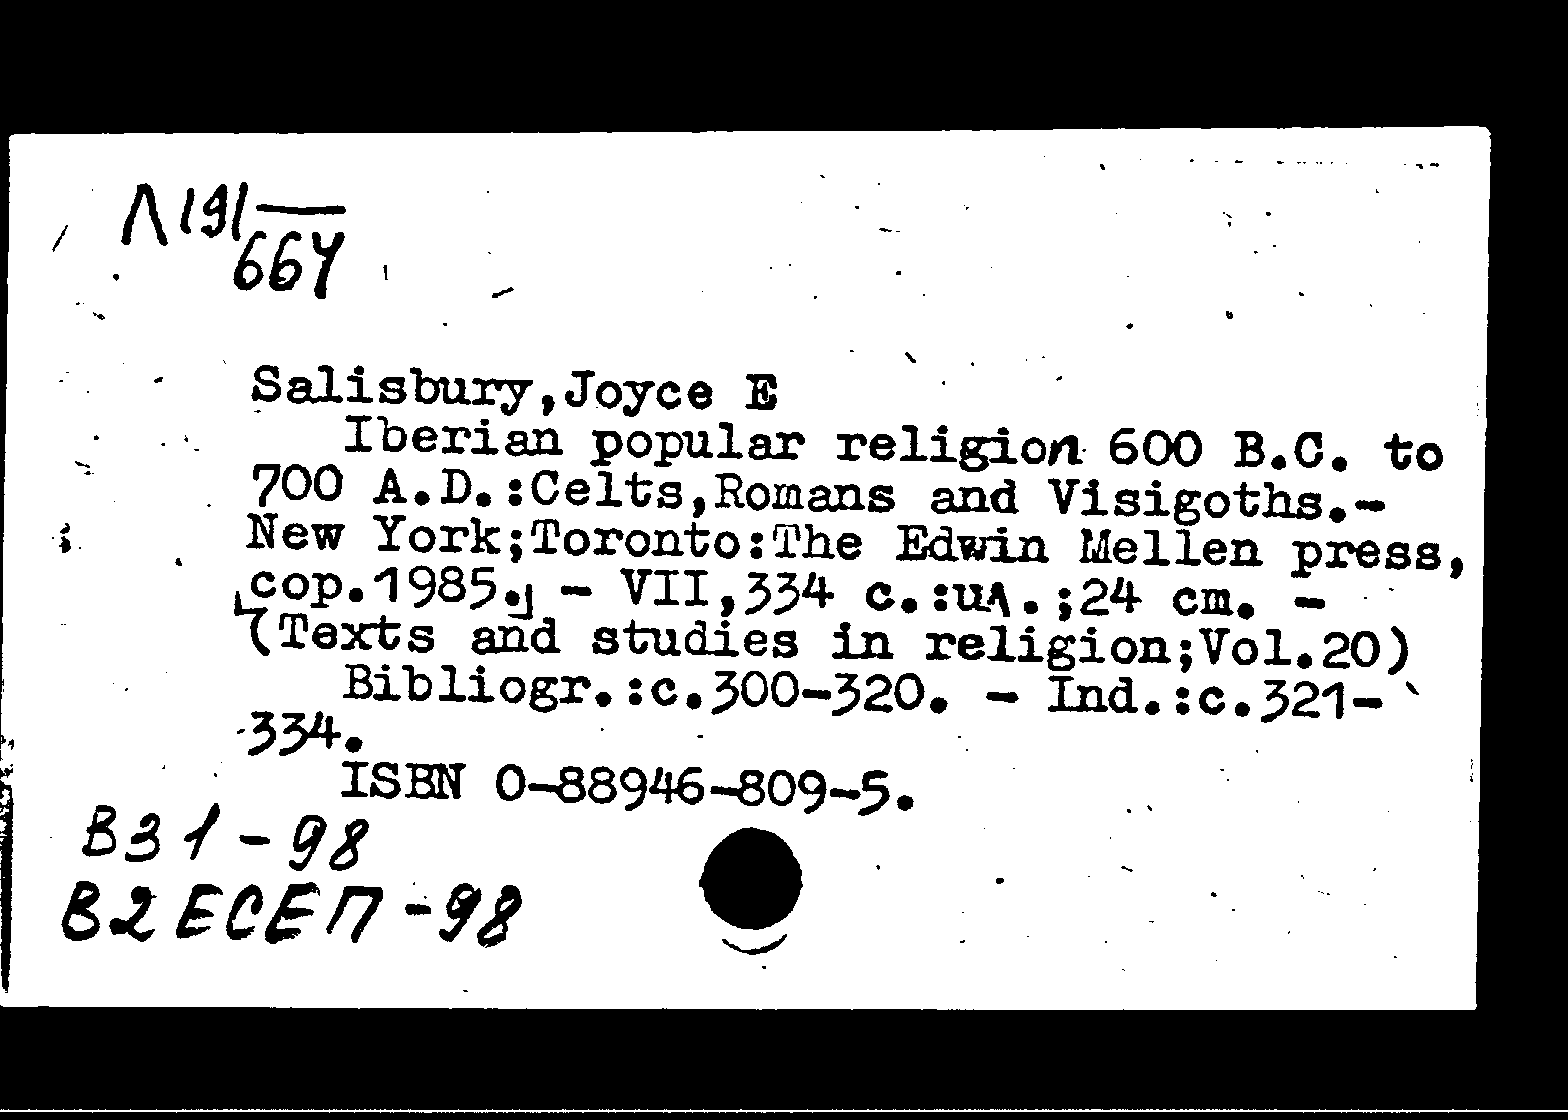 Л191
664
Salisbury,Joyce E
Iberian popular religion 600 B.C. to
700 A.D.:Celts,Romans and Visigoths.-
New York;Toronto:The Edwin Mellen press,
[cop.1985.] - VII,334 с.:ил.;24 cm. -
(Texts and studies in religion;Vol.20)
Bibliogr.:c.300-320. - Ind.:c.321-
334.
ISBN 0-88946-809-5.
В31-98
В2ЕСЕП-98